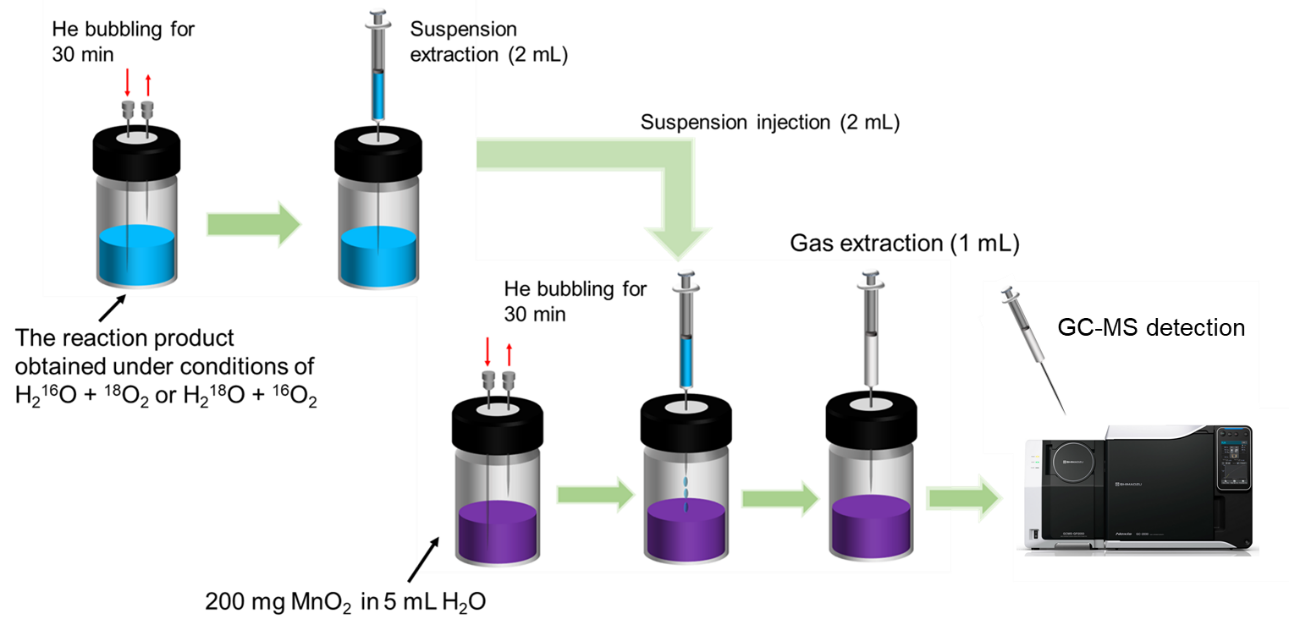 He bubbling for
30 min
Suspension
extraction (2 mL)
Suspension injection (2 mL)
The reaction product
obtained under conditions of
H₂¹⁶O + ¹⁸O₂ or H₂¹⁸O + ¹⁶O₂
He bubbling for
30 min
Gas extraction (1 mL)
GC-MS detection
200 mg MnO₂ in 5 mL H₂O